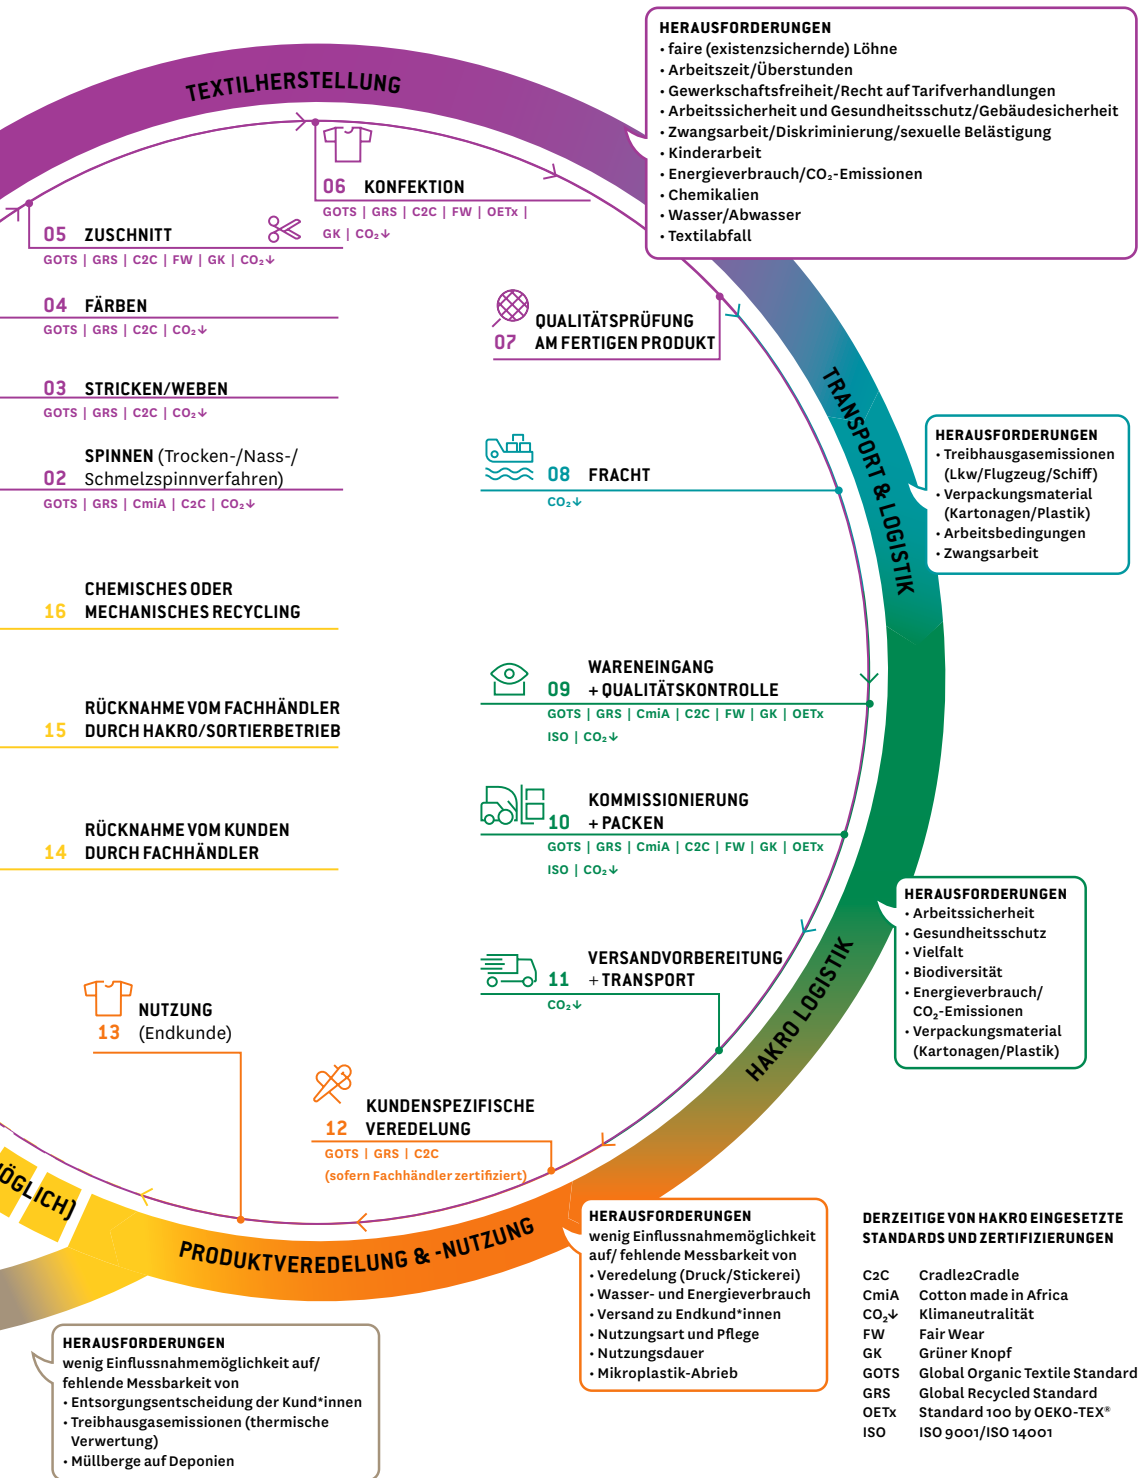 TEXTILHERSTELLUNG
HERAUSFORDERUNGEN
• faire (existenzsichernde) Löhne
• Arbeitszeit/Überstunden
• Gewerkschaftsfreiheit/Recht auf Tarifverhandlungen
• Arbeitssicherheit und Gesundheitsschutz/Gebäudesicherheit
• Zwangsarbeit/Diskriminierung/sexuelle Belästigung
• Kinderarbeit
• Energieverbrauch/CO₂-Emissionen
• Chemikalien
• Wasser/Abwasser
• Textilabfall
06 KONFEKTION
GOTS | GRS | C2C | FW | OETx |
GK | CO₂↓
05 ZUSCHNITT
GOTS | GRS | C2C | FW | GK | CO₂↓
04 FÄRBEN
GOTS | GRS | C2C | CO₂↓
03 STRICKEN/WEBEN
GOTS | GRS | C2C | CO₂↓
SPINNEN (Trocken-/Nass-/
02 Schmelzspinnverfahren)
GOTS | GRS | CmiA | C2C | CO₂↓
CHEMISCHES ODER
16 MECHANISCHES RECYCLING
RÜCKNAHME VOM FACHHÄNDLER
15 DURCH HAKRO/SORTIERBETRIEB
RÜCKNAHME VOM KUNDEN
14 DURCH FACHHÄNDLER
QUALITÄTSPRÜFUNG
07 AM FERTIGEN PRODUKT
TRANSPORT & LOGISTIK
HERAUSFORDERUNGEN
• Treibhausgasemissionen
(Lkw/Flugzeug/Schiff)
• Verpackungsmaterial
(Kartonagen/Plastik)
• Arbeitsbedingungen
• Zwangsarbeit
08 FRACHT
CO₂↓
WARENEINGANG
09 + QUALITÄTSKONTROLLE
GOTS | GRS | CmiA | C2C | FW | GK | OETx
ISO | CO₂↓
KOMMISSIONIERUNG
10 + PACKEN
GOTS | GRS | CmiA | C2C | FW | GK | OETx
ISO | CO₂↓
VERSANDVORBEREITUNG
11 + TRANSPORT
CO₂↓
HAKRO LOGISTIK
HERAUSFORDERUNGEN
• Arbeitssicherheit
• Gesundheitsschutz
• Vielfalt
• Biodiversität
• Energieverbrauch/
CO₂-Emissionen
• Verpackungsmaterial
(Kartonagen/Plastik)
NUTZUNG
13 (Endkunde)
KUNDENSPEZIFISCHE
12 VEREDELUNG
GOTS | GRS | C2C
(sofern Fachhändler zertifiziert)
ÖGLICH)
PRODUKTVEREDELUNG & -NUTZUNG
HERAUSFORDERUNGEN
wenig Einflussnahmemöglichkeit
auf/ fehlende Messbarkeit von
• Veredelung (Druck/Stickerei)
• Wasser- und Energieverbrauch
• Versand zu Endkund*innen
• Nutzungsart und Pflege
• Nutzungsdauer
• Mikroplastik-Abrieb
HERAUSFORDERUNGEN
wenig Einflussnahmemöglichkeit auf/
fehlende Messbarkeit von
• Entsorgungsentscheidung der Kund*innen
• Treibhausgasemissionen (thermische
Verwertung)
• Müllberge auf Deponien
DERZEITIGE VON HAKRO EINGESETZTE
STANDARDS UND ZERTIFIZIERUNGEN
C2C Cradle2Cradle
CmiA Cotton made in Africa
CO₂↓ Klimaneutralität
FW Fair Wear
GK Grüner Knopf
GOTS Global Organic Textile Standard
GRS Global Recycled Standard
OETx Standard 100 by OEKO-TEX®
ISO ISO 9001/ISO 14001